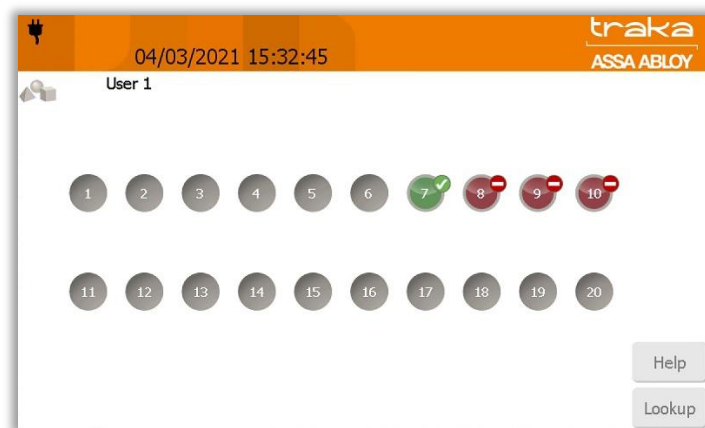 traka
04/03/2021 15:32:45
ASSA ABLOY
User 1
1 2 3 4 5 6 7 8 9 10
11 12 13 14 15 16 17 18 19 20
Help
Lookup